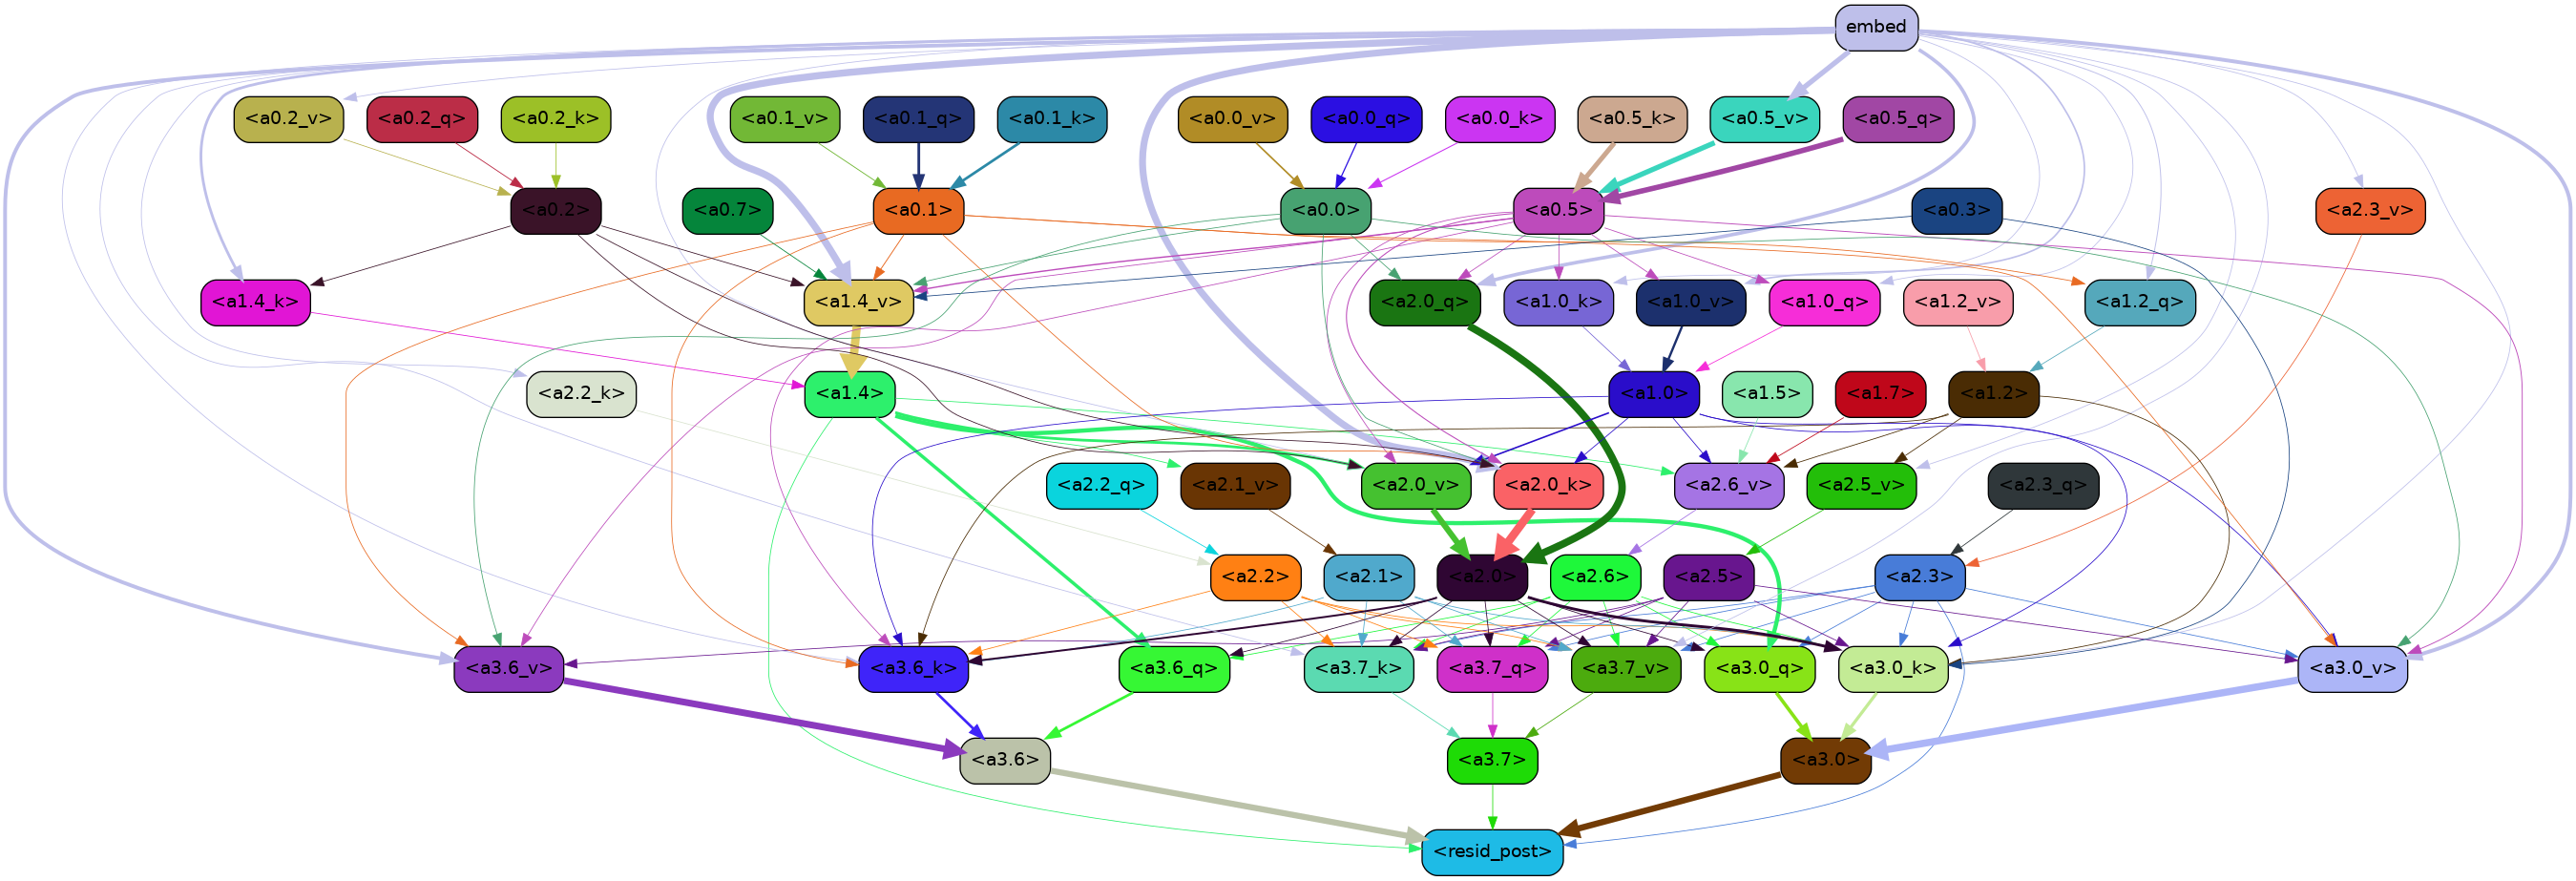 embed
<a0.2_v> <a0.2_q> <a0.2_k> <a0.1_v> <a0.1_q> <a0.1_k> <a0.0_v> <a0.0_q> <a0.0_k> <a0.5_k> <a0.5_v> <a0.5_q>
<a0.2> <a0.7> <a0.1> <a0.0> <a0.5> <a0.3> <a2.3_v>
<a1.4_k> <a1.4_v> <a2.0_q> <a1.0_k> <a1.0_v> <a1.0_q> <a1.2_v> <a1.2_q>
<a2.2_k> <a1.4> <a1.0> <a1.5> <a1.7> <a1.2>
<a2.2_q> <a2.1_v> <a2.0_v> <a2.0_k> <a2.6_v> <a2.5_v> <a2.3_q>
<a2.2> <a2.1> <a2.0> <a2.6> <a2.5> <a2.3>
<a3.6_v> <a3.6_k> <a3.6_q> <a3.7_k> <a3.7_q> <a3.7_v> <a3.0_q> <a3.0_k> <a3.0_v>
<a3.6> <a3.7> <a3.0>
<resid_post>